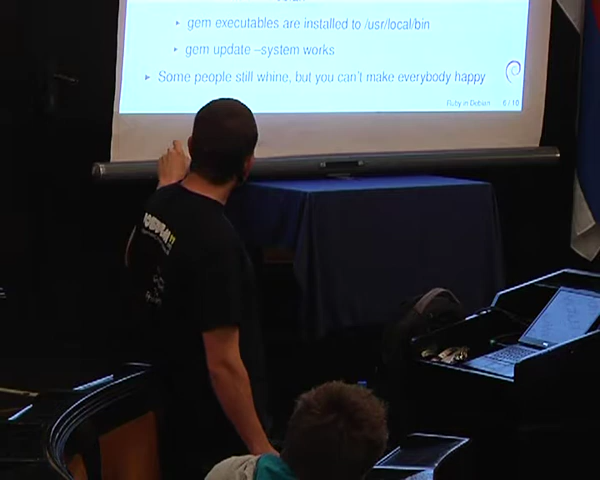 ▸ gem executables are installed to /usr/local/bin
▸ gem update –system works
▸ Some people still whine, but you can't make everybody happy
Ruby in Debian 6 / 10